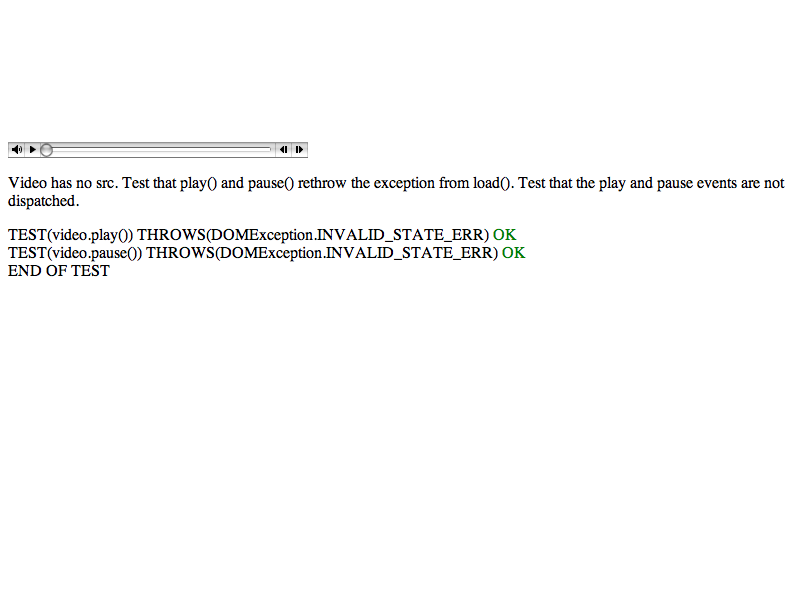 Video has no src. Test that play() and pause() rethrow the exception from load(). Test that the play and pause events are not
dispatched.
TEST(video.play()) THROWS(DOMException.INVALID_STATE_ERR) OK
TEST(video.pause()) THROWS(DOMException.INVALID_STATE_ERR) OK
END OF TEST